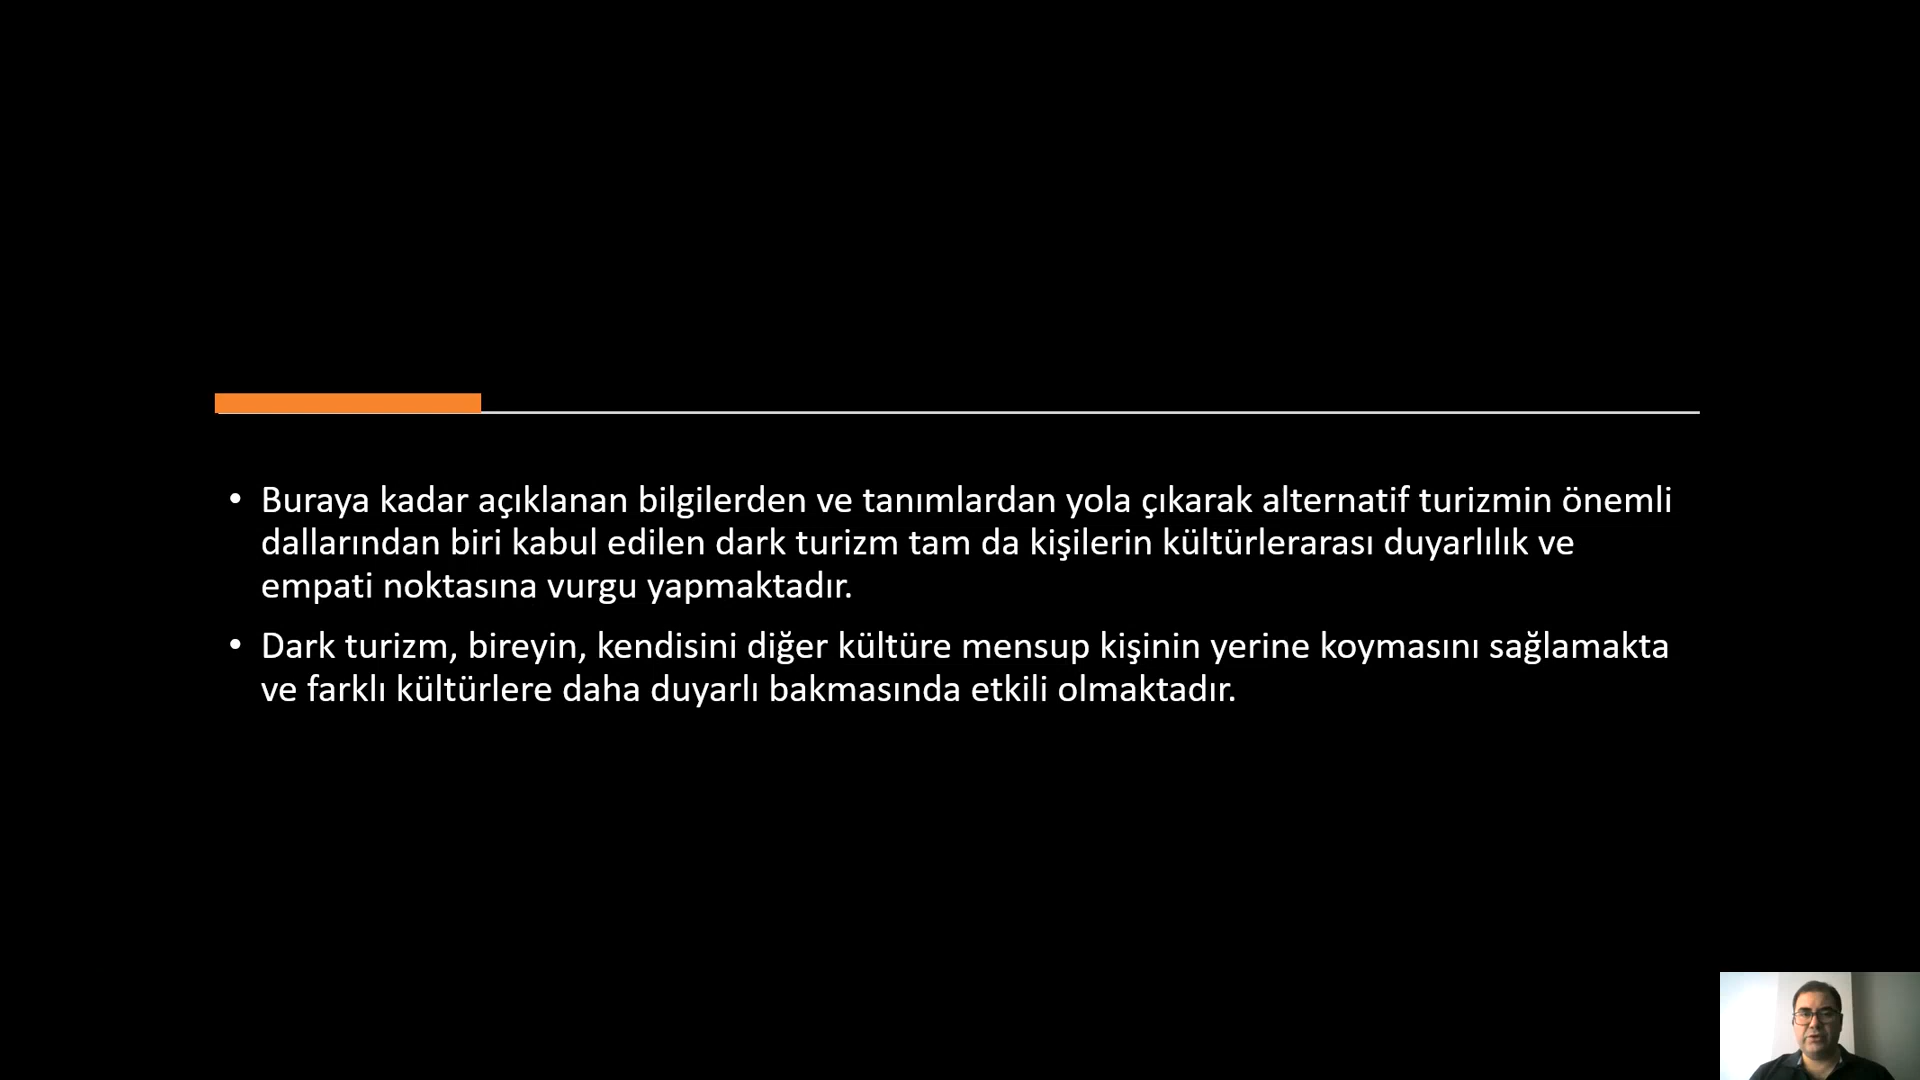 • Buraya kadar açıklanan bilgilerden ve tanımlardan yola çıkarak alternatif turizmin önemli
dallarından biri kabul edilen dark turizm tam da kişilerin kültürlerarası duyarlılık ve
empati noktasına vurgu yapmaktadır.
• Dark turizm, bireyin, kendisini diğer kültüre mensup kişinin yerine koymasını sağlamakta
ve farklı kültürlere daha duyarlı bakmasında etkili olmaktadır.